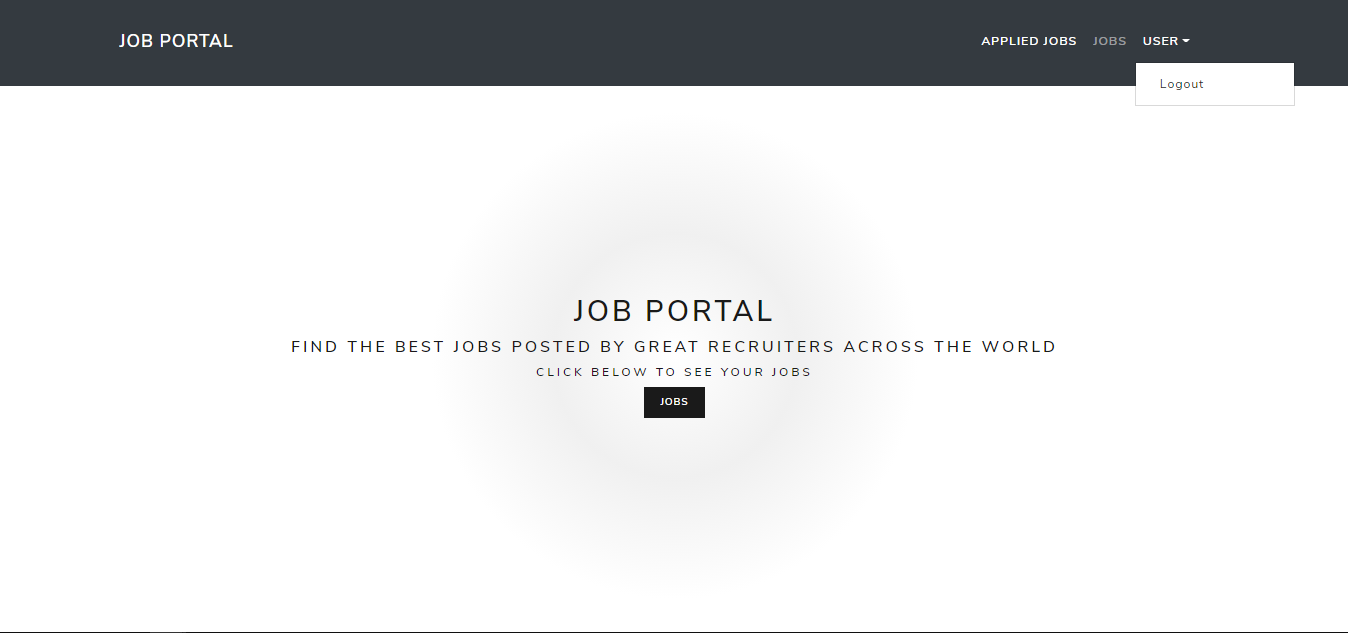 JOB PORTAL
APPLIED JOBS JOBS USER
Logout
JOB PORTAL
FIND THE BEST JOBS POSTED BY GREAT RECRUITERS ACROSS THE WORLD
CLICK BELOW TO SEE YOUR JOBS
JOBS